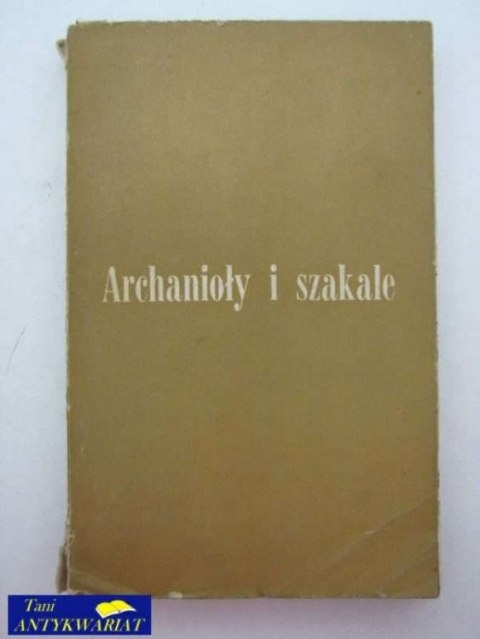 Archanioły i szakale
Tani
ANTYKWARIAT